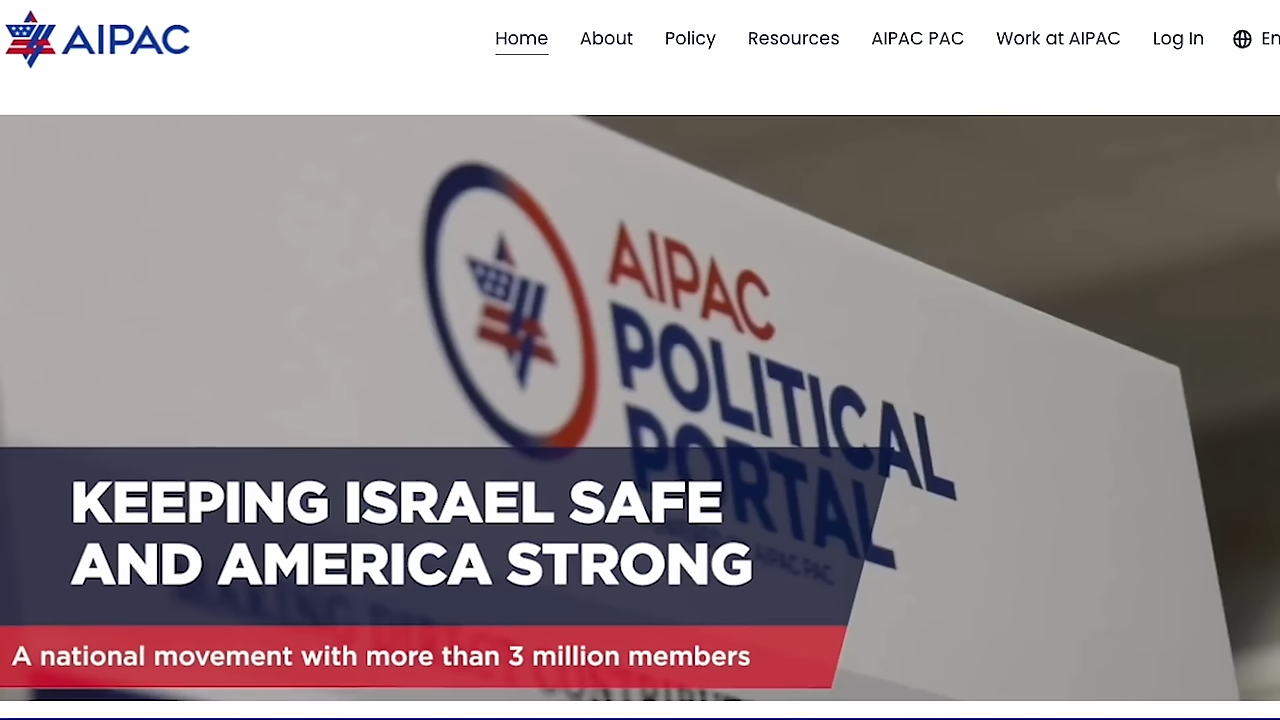 AIPAC
Home About Policy Resources AIPAC PAC Work at AIPAC Log In En
AIPAC
POLITICAL
PORTAL
KEEPING ISRAEL SAFE
AND AMERICA STRONG
A national movement with more than 3 million members